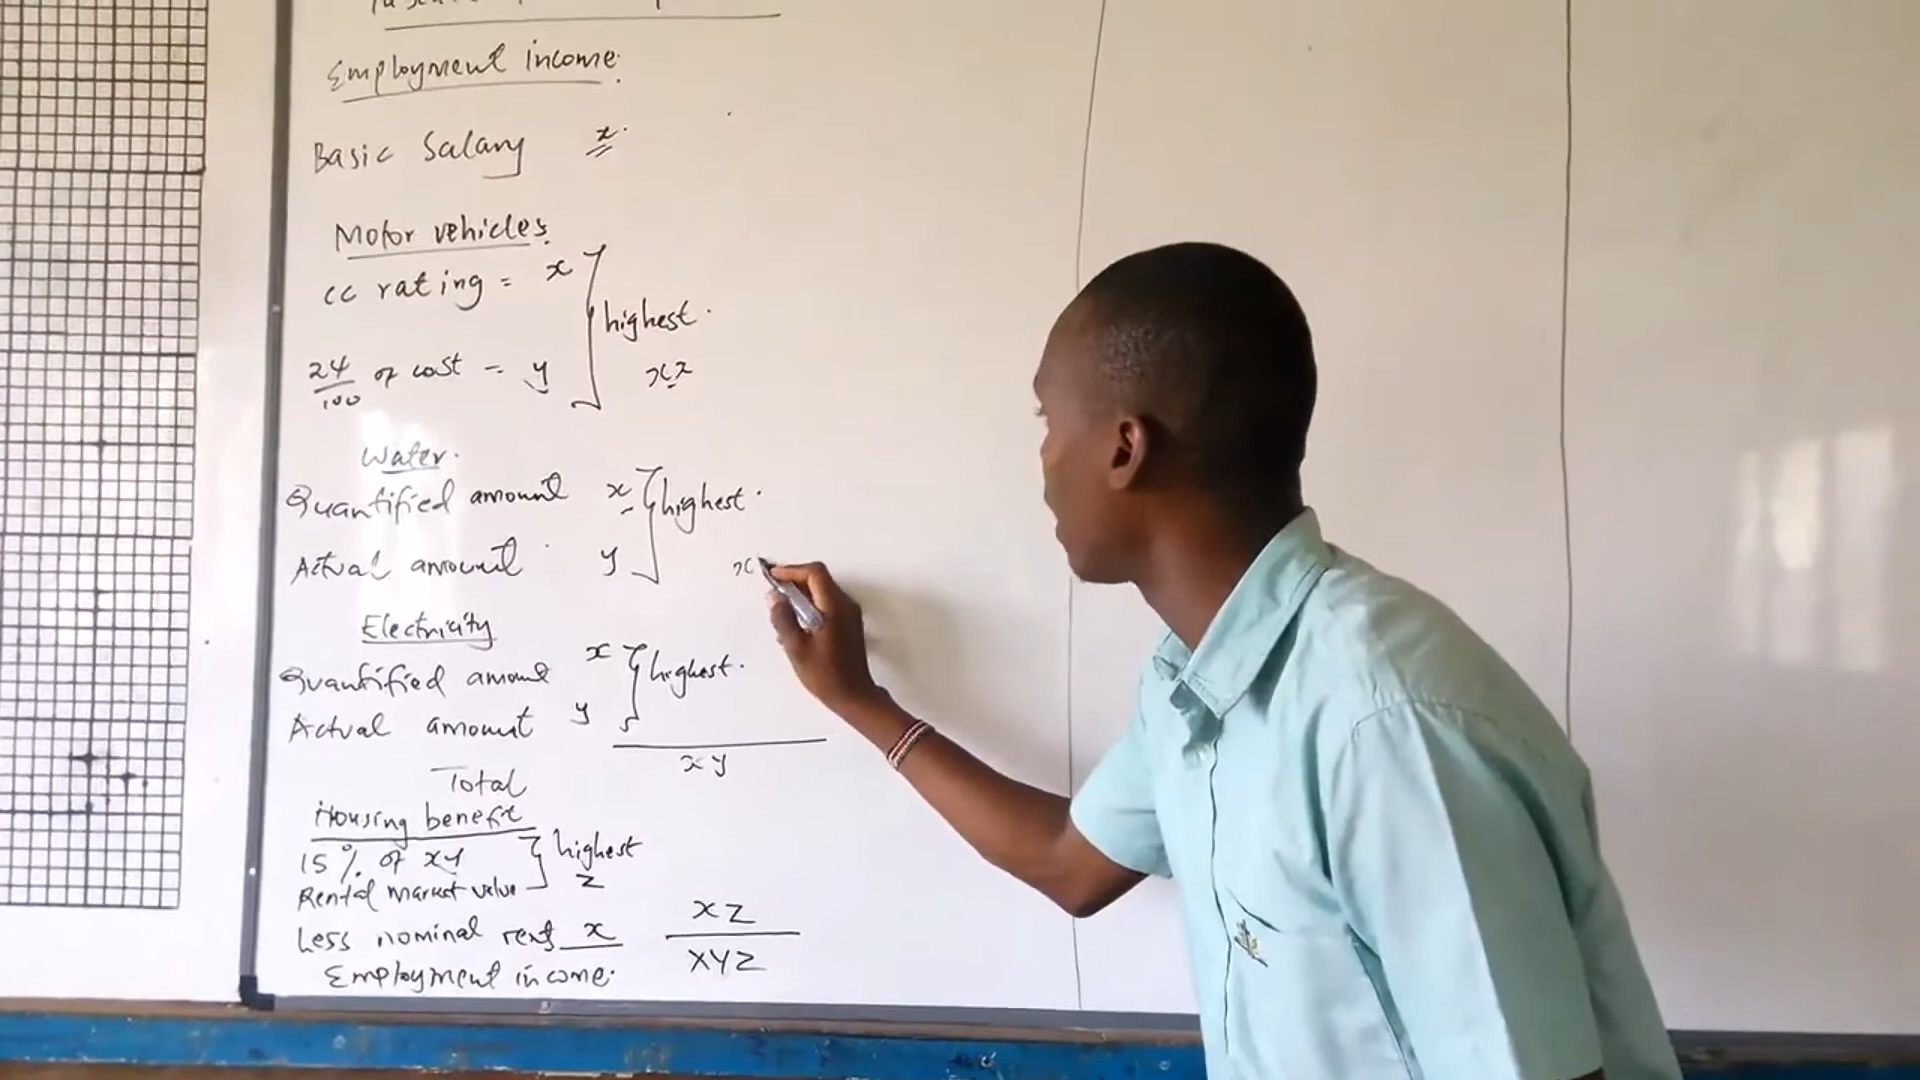 Employment income.
Basic Salary x.
Motor vehicles
cc rating = x
highest.
24/100 of cost = y
xx
Water.
Quantified amount x highest.
Actual amount y x
Electricity
Quantified amount x highest.
Actual amount y
xy
Total
Housing benefit
15% of xy highest
Rental market value z
xz
Less nominal rent x
xyz
Employment income.